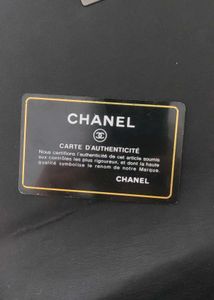 CHANEL
CARTE D'AUTHENTICITÉ
Nous certifions l'authenticité de cet article soumis
aux contrôles les plus rigoureux, et dont la haute
qualité symbolise le renom de notre Marque.
CHANEL